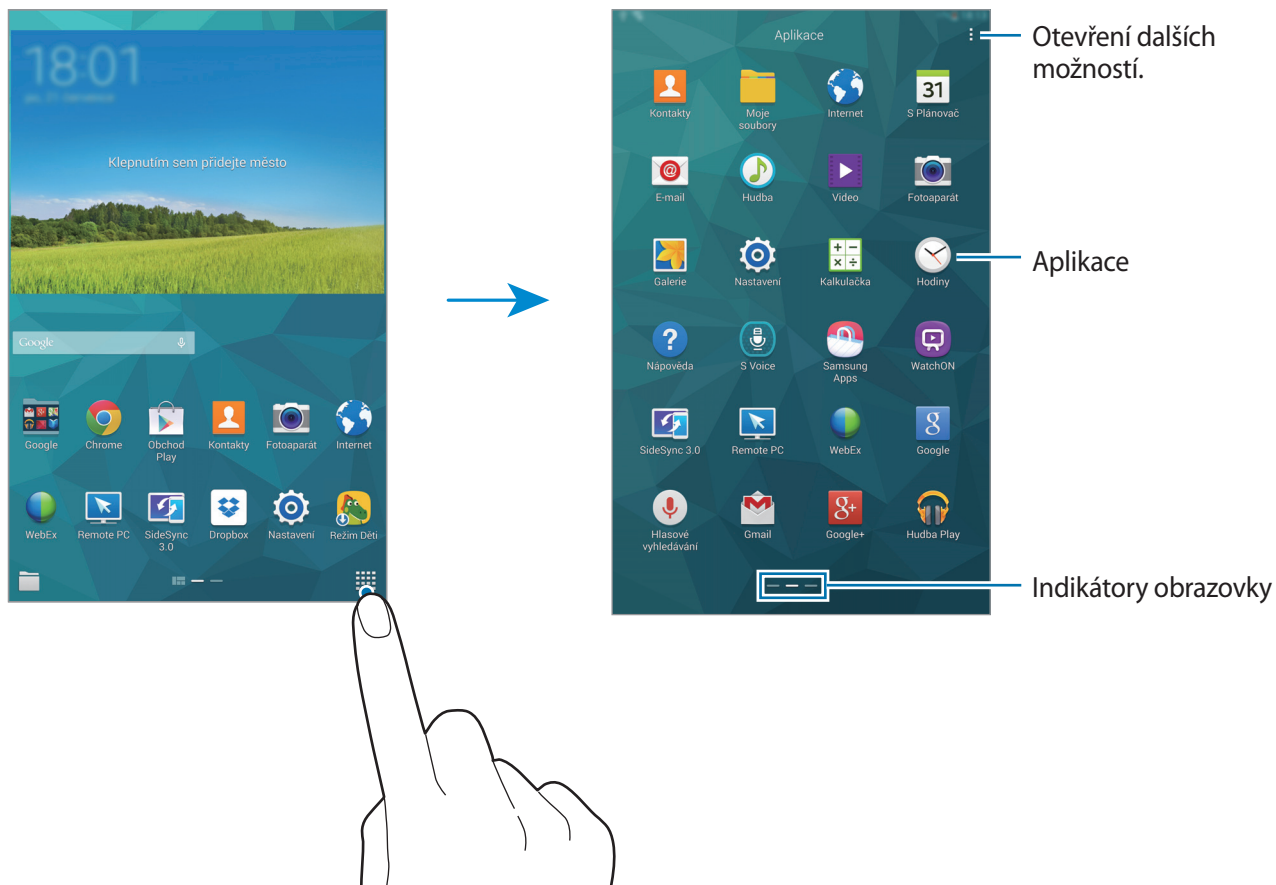 18:01
po, 11 července
Klepnutím sem přidejte město
Google
Google
Chrome
Obchod
Play
Kontakty
Fotoaparát
Internet
WebEx
Remote PC
SideSync
3.0
Dropbox
Nastavení
Režim Děti
Aplikace
Kontakty
Moje
soubory
Internet
31
S Plánovač
E-mail
Hudba
Video
Fotoaparát
Galerie
Nastavení
Kalkulačka
Hodiny
Nápověda
S Voice
Samsung
Apps
WatchON
SideSync 3.0
Remote PC
WebEx
Google
Hlasové
vyhledávání
Gmail
Google+
Hudba Play
Otevření dalších
možností.
Aplikace
Indikátory obrazovky